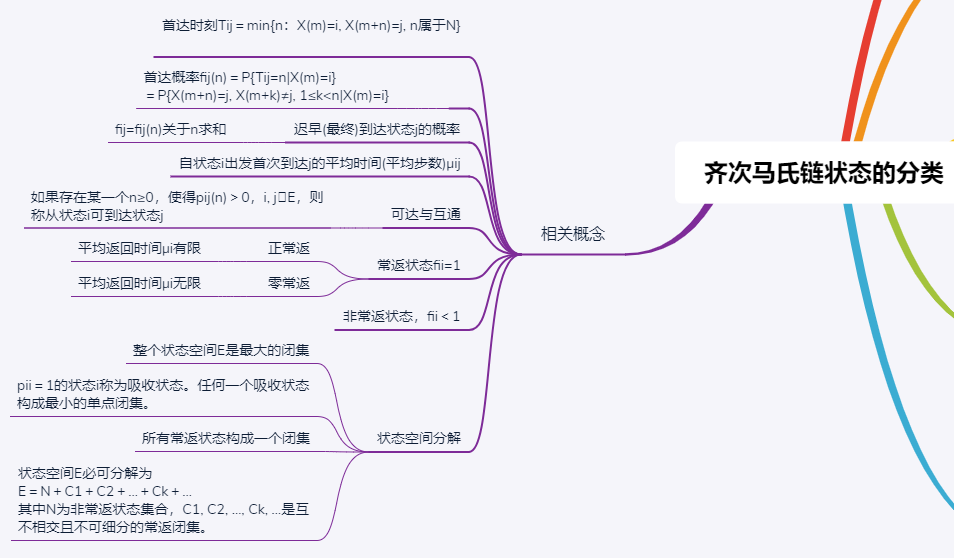 齐次马氏链状态的分类
相关概念
首达时刻Tij = min{n：X(m)=i, X(m+n)=j, n属于N}
首达概率fij(n) = P{Tij=n|X(m)=i}
= P{X(m+n)=j, X(m+k)≠j, 1≤k<n|X(m)=i}
迟早(最终)到达状态j的概率
fij=fij(n)关于n求和
自状态i出发首次到达j的平均时间(平均步数)μij
可达与互通
如果存在某一个n≥0，使得pij(n) > 0，i, j▯E，则
称从状态i可到达状态j
常返状态fii=1
正常返
平均返回时间μi有限
零常返
平均返回时间μi无限
非常返状态，fii < 1
状态空间分解
整个状态空间E是最大的闭集
pii = 1的状态i称为吸收状态。任何一个吸收状态
构成最小的单点闭集。
所有常返状态构成一个闭集
状态空间E必可分解为
E = N + C1 + C2 + ... + Ck + ...
其中N为非常返状态集合，C1, C2, ..., Ck, ...是互
不相交且不可细分的常返闭集。